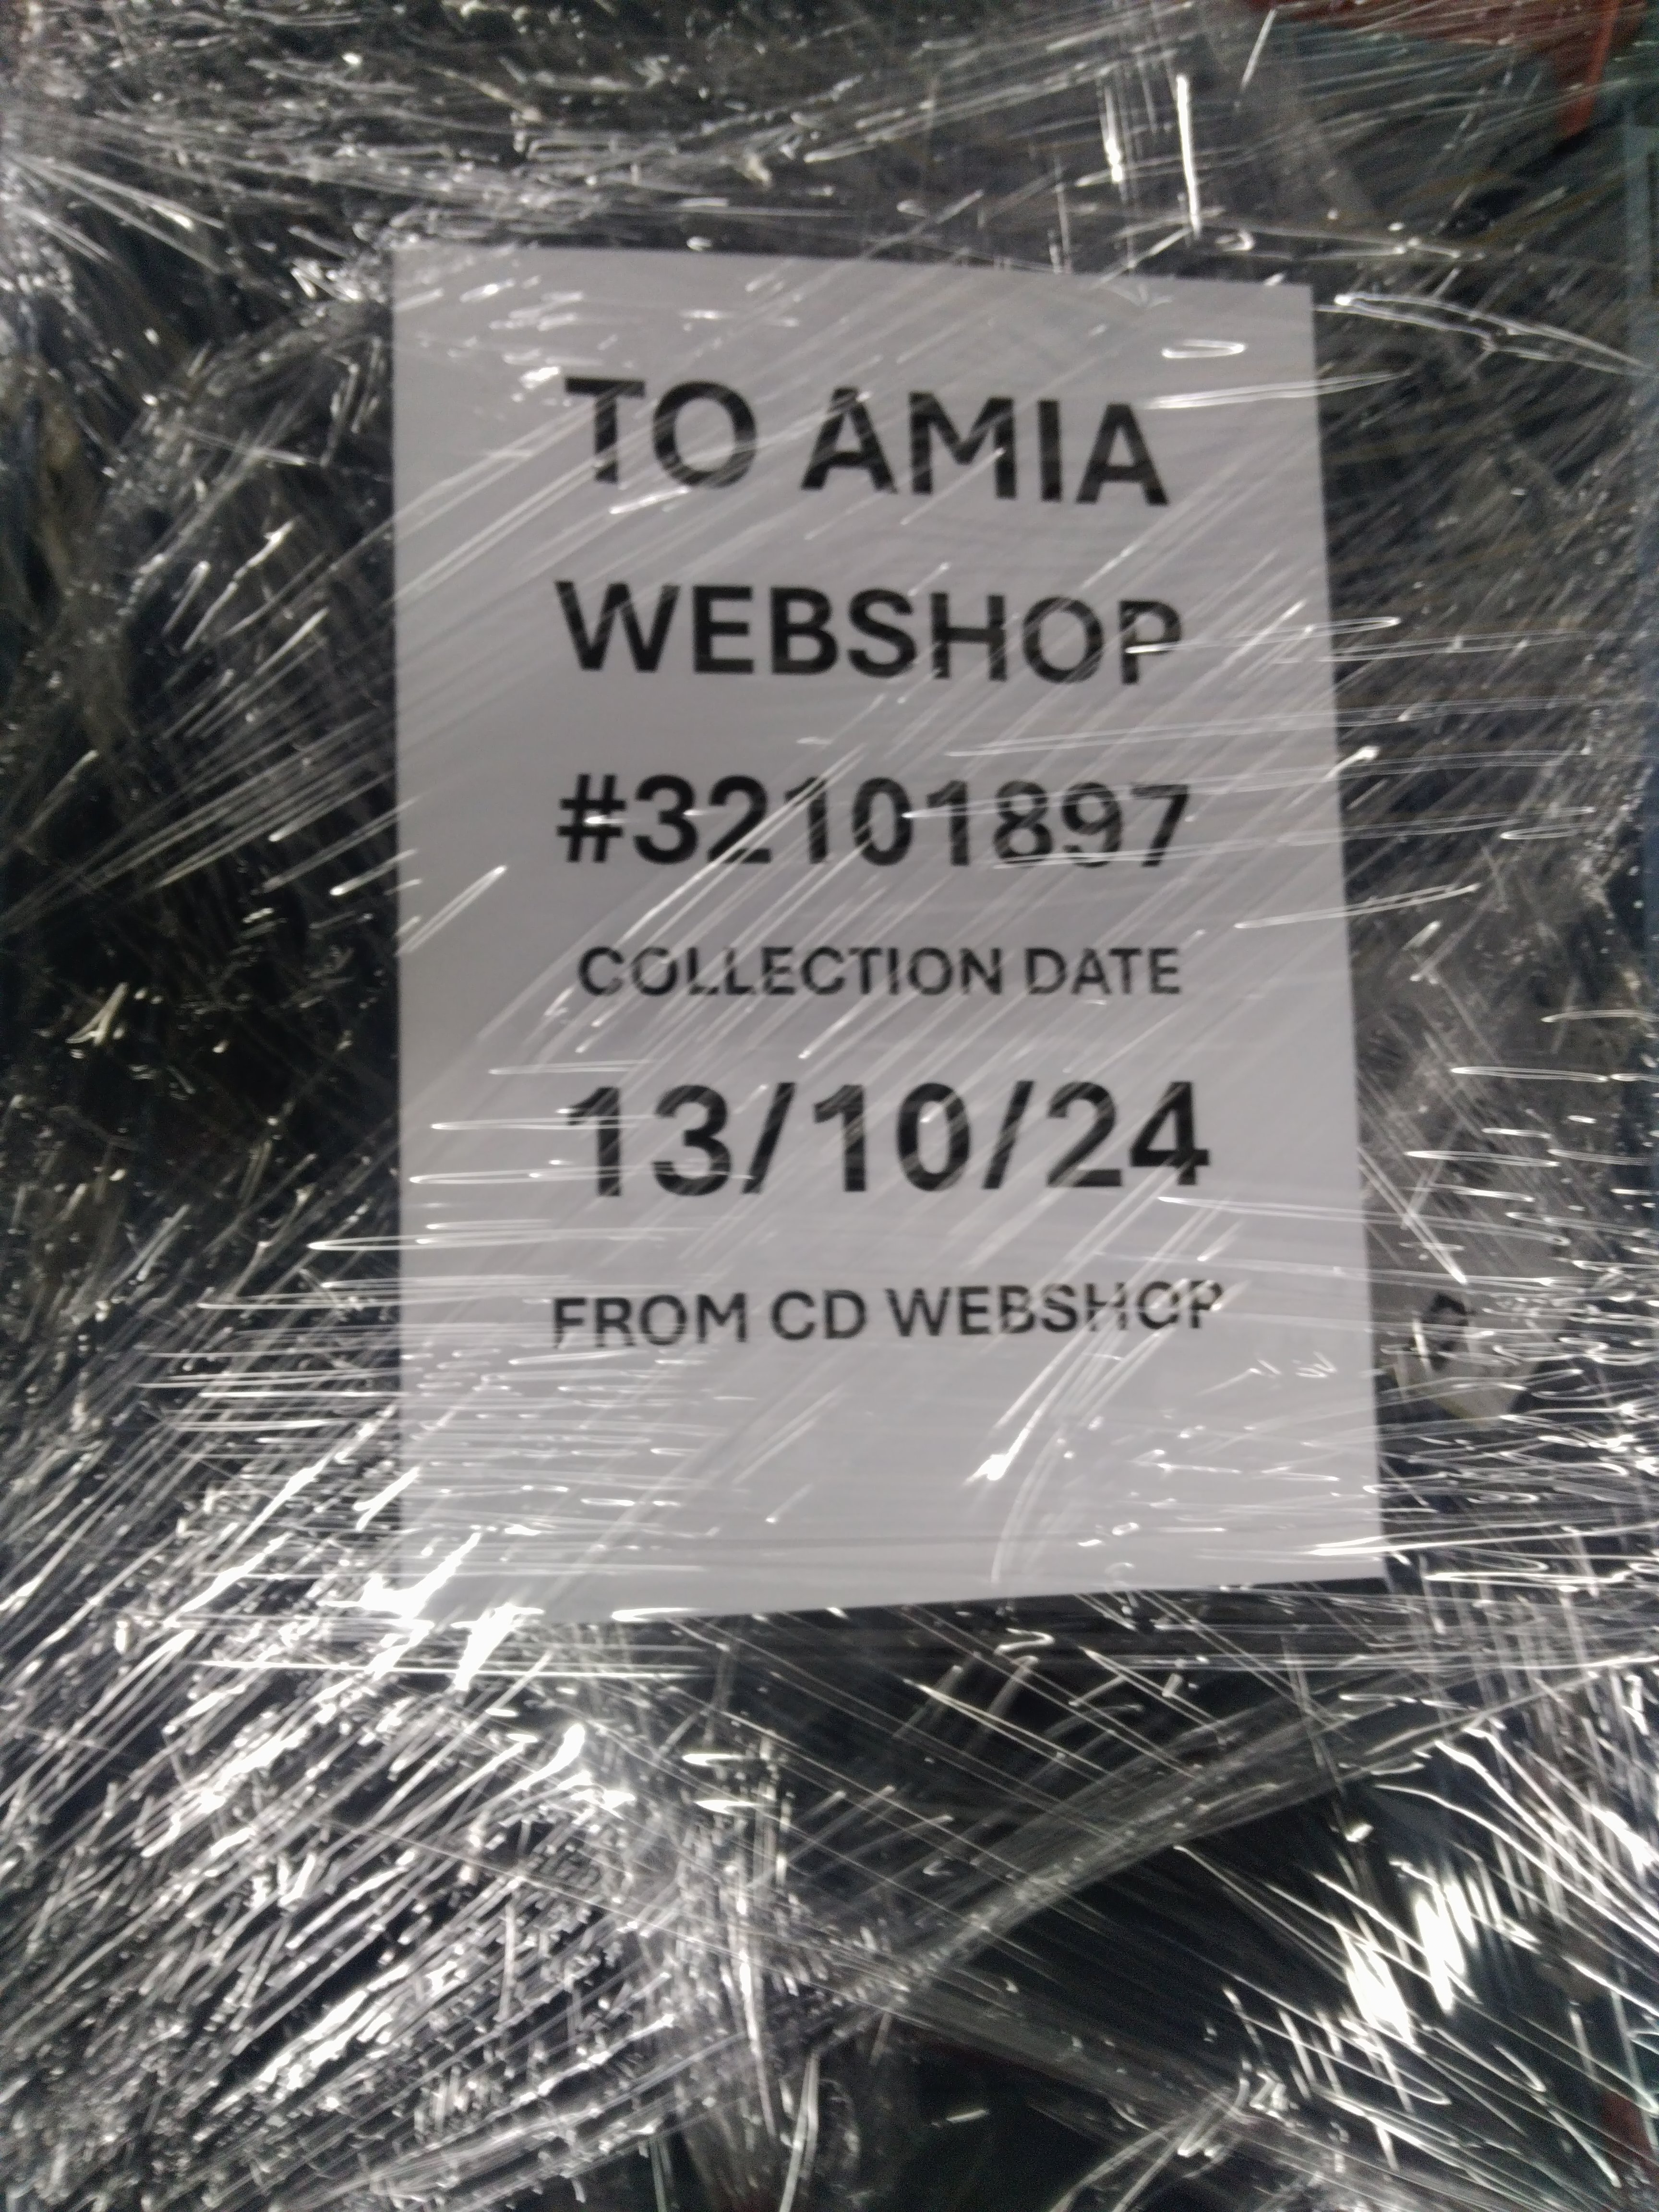 TO AMIA
WEBSHOP
#32101897
COLLECTION DATE
13/10/24
FROM CD WEBSHOP